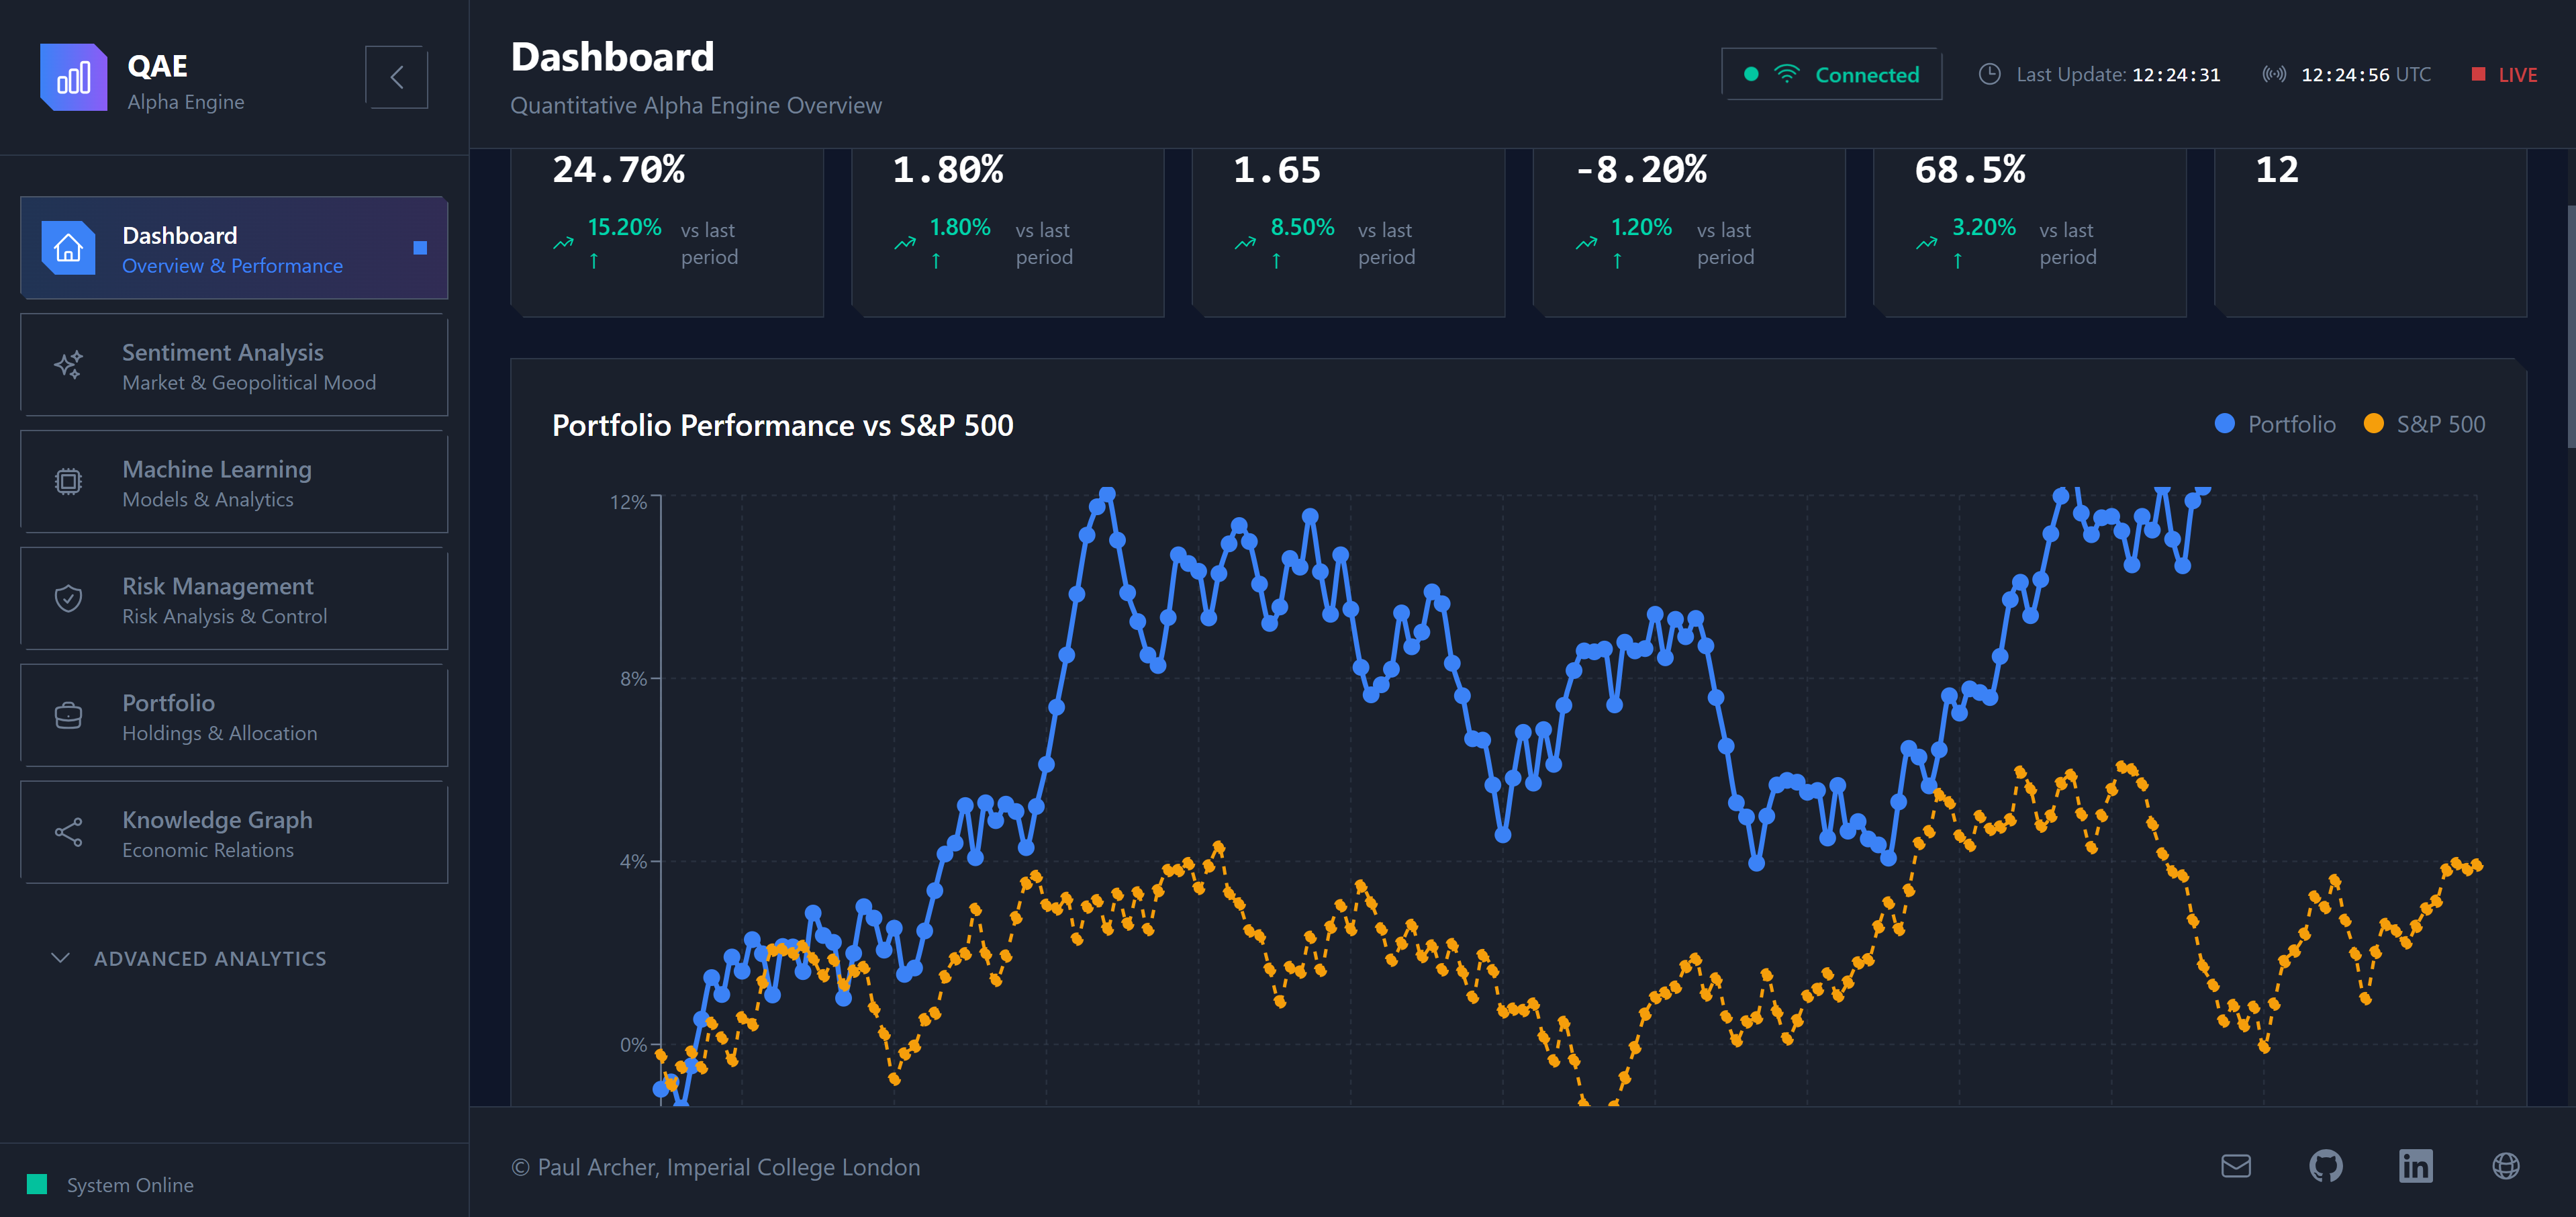 QAE
Alpha Engine
Dashboard
Overview & Performance
Sentiment Analysis
Market & Geopolitical Mood
Machine Learning
Models & Analytics
Risk Management
Risk Analysis & Control
Portfolio
Holdings & Allocation
Knowledge Graph
Economic Relations
ADVANCED ANALYTICS
System Online
Dashboard
Quantitative Alpha Engine Overview
Connected
Last Update: 12:24:31
12:24:56 UTC
LIVE
24.70%
15.20% ↑
vs last
period
1.80%
1.80% ↑
vs last
period
1.65
8.50% ↑
vs last
period
-8.20%
1.20% ↑
vs last
period
68.5%
3.20% ↑
vs last
period
12
Portfolio Performance vs S&P 500
Portfolio
S&P 500
12%
8%
4%
0%
© Paul Archer, Imperial College London